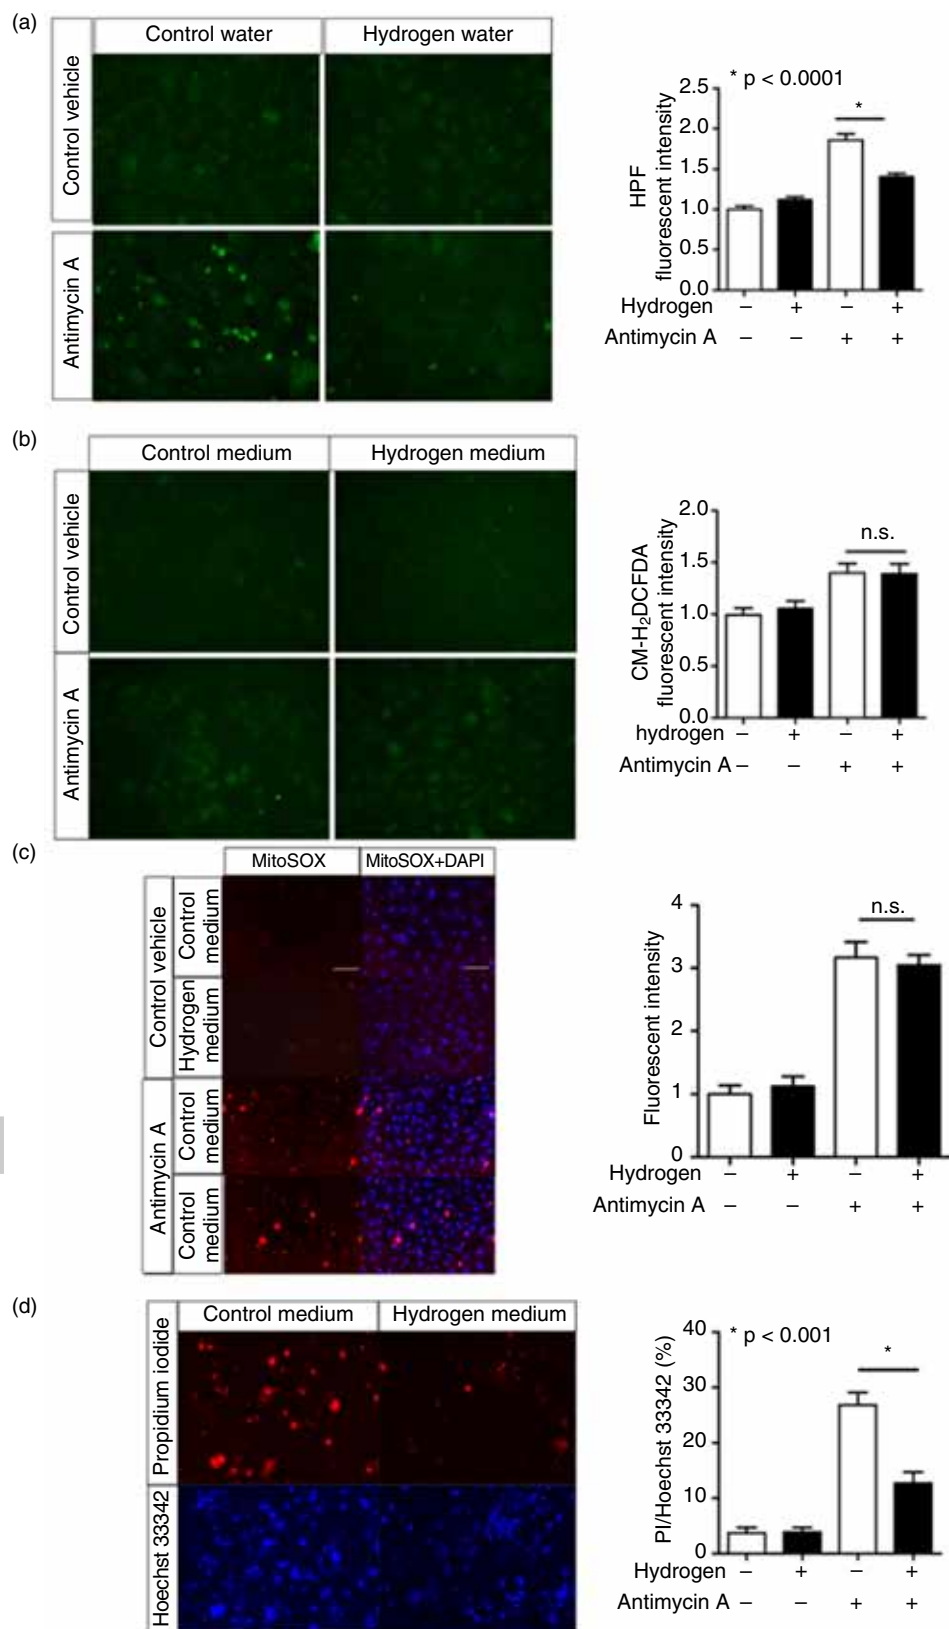 (a)
Control water
Hydrogen water
Control vehicle
Antimycin A
* p < 0.0001
*
HPF
fluorescent intensity
2.5
2.0
1.5
1.0
0.5
0.0
Hydrogen – + – +
Antimycin A – – + +
(b)
Control medium
Hydrogen medium
Control vehicle
Antimycin A
n.s.
CM-H₂DCFDA
fluorescent intensity
2.0
1.5
1.0
0.5
0.0
hydrogen – + – +
Antimycin A – – + +
(c)
MitoSOX
MitoSOX+DAPI
Control vehicle
Control
medium
Hydrogen
medium
Antimycin A
Control
medium
Control
medium
n.s.
Fluorescent intensity
4
3
2
1
0
Hydrogen – + – +
Antimycin A – – + +
(d)
Control medium
Hydrogen medium
Propidium iodide
Hoechst 33342
* p < 0.001
*
PI/Hoechst 33342 (%)
40
30
20
10
0
Hydrogen – + – +
Antimycin A – – + +